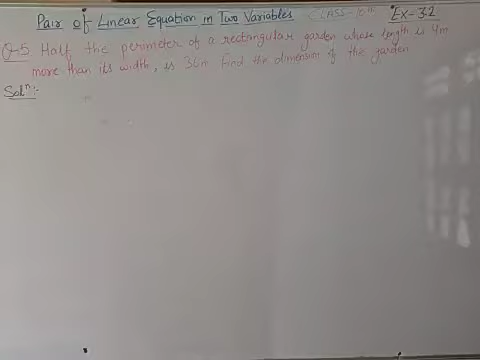 Pair of Linear Equation in Two Variables CLASS-10th Ex-3.2
Q-5 Half the perimeter of a rectangular garden whose length is 4m
more than its width, is 36m find the dimension of the garden
Solⁿ:-